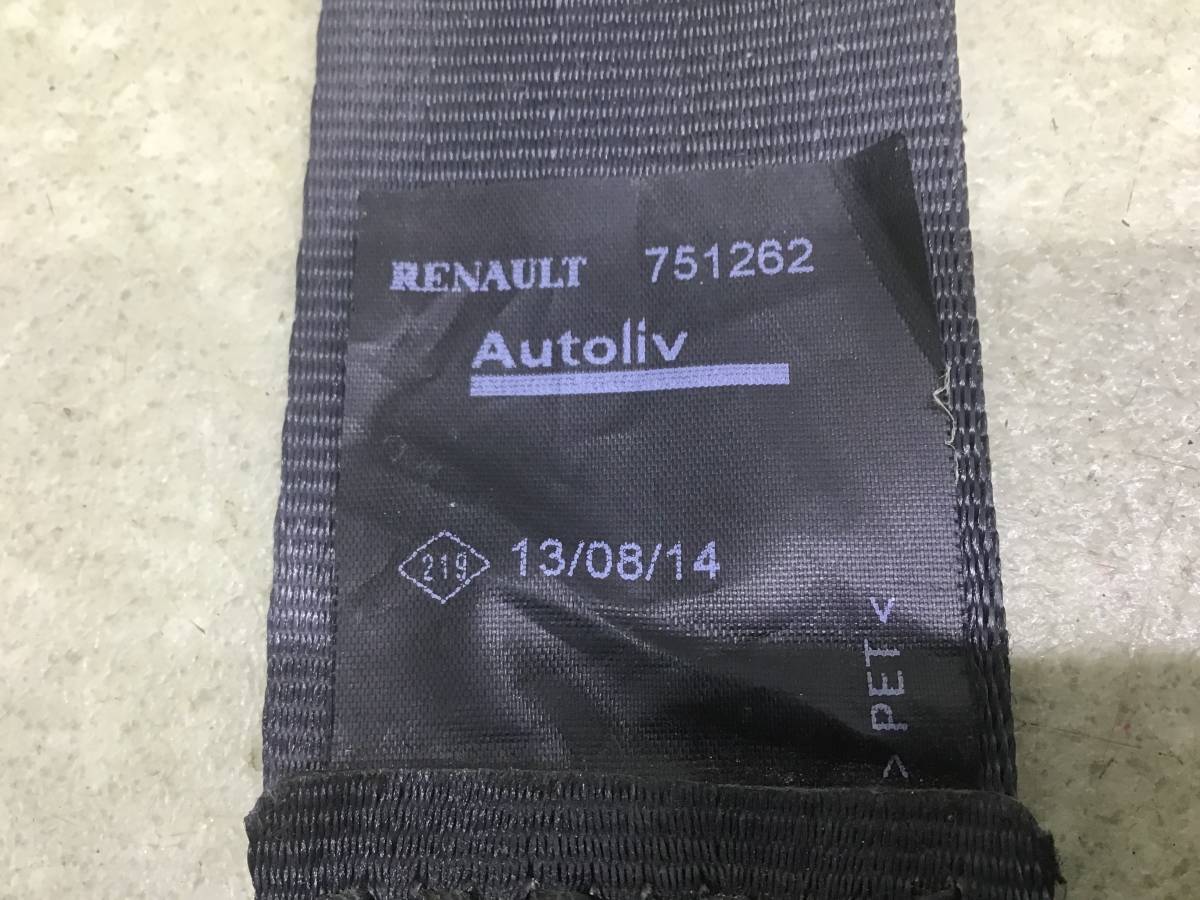 RENAULT 751262
Autoliv
219 13/08/14
>PET<